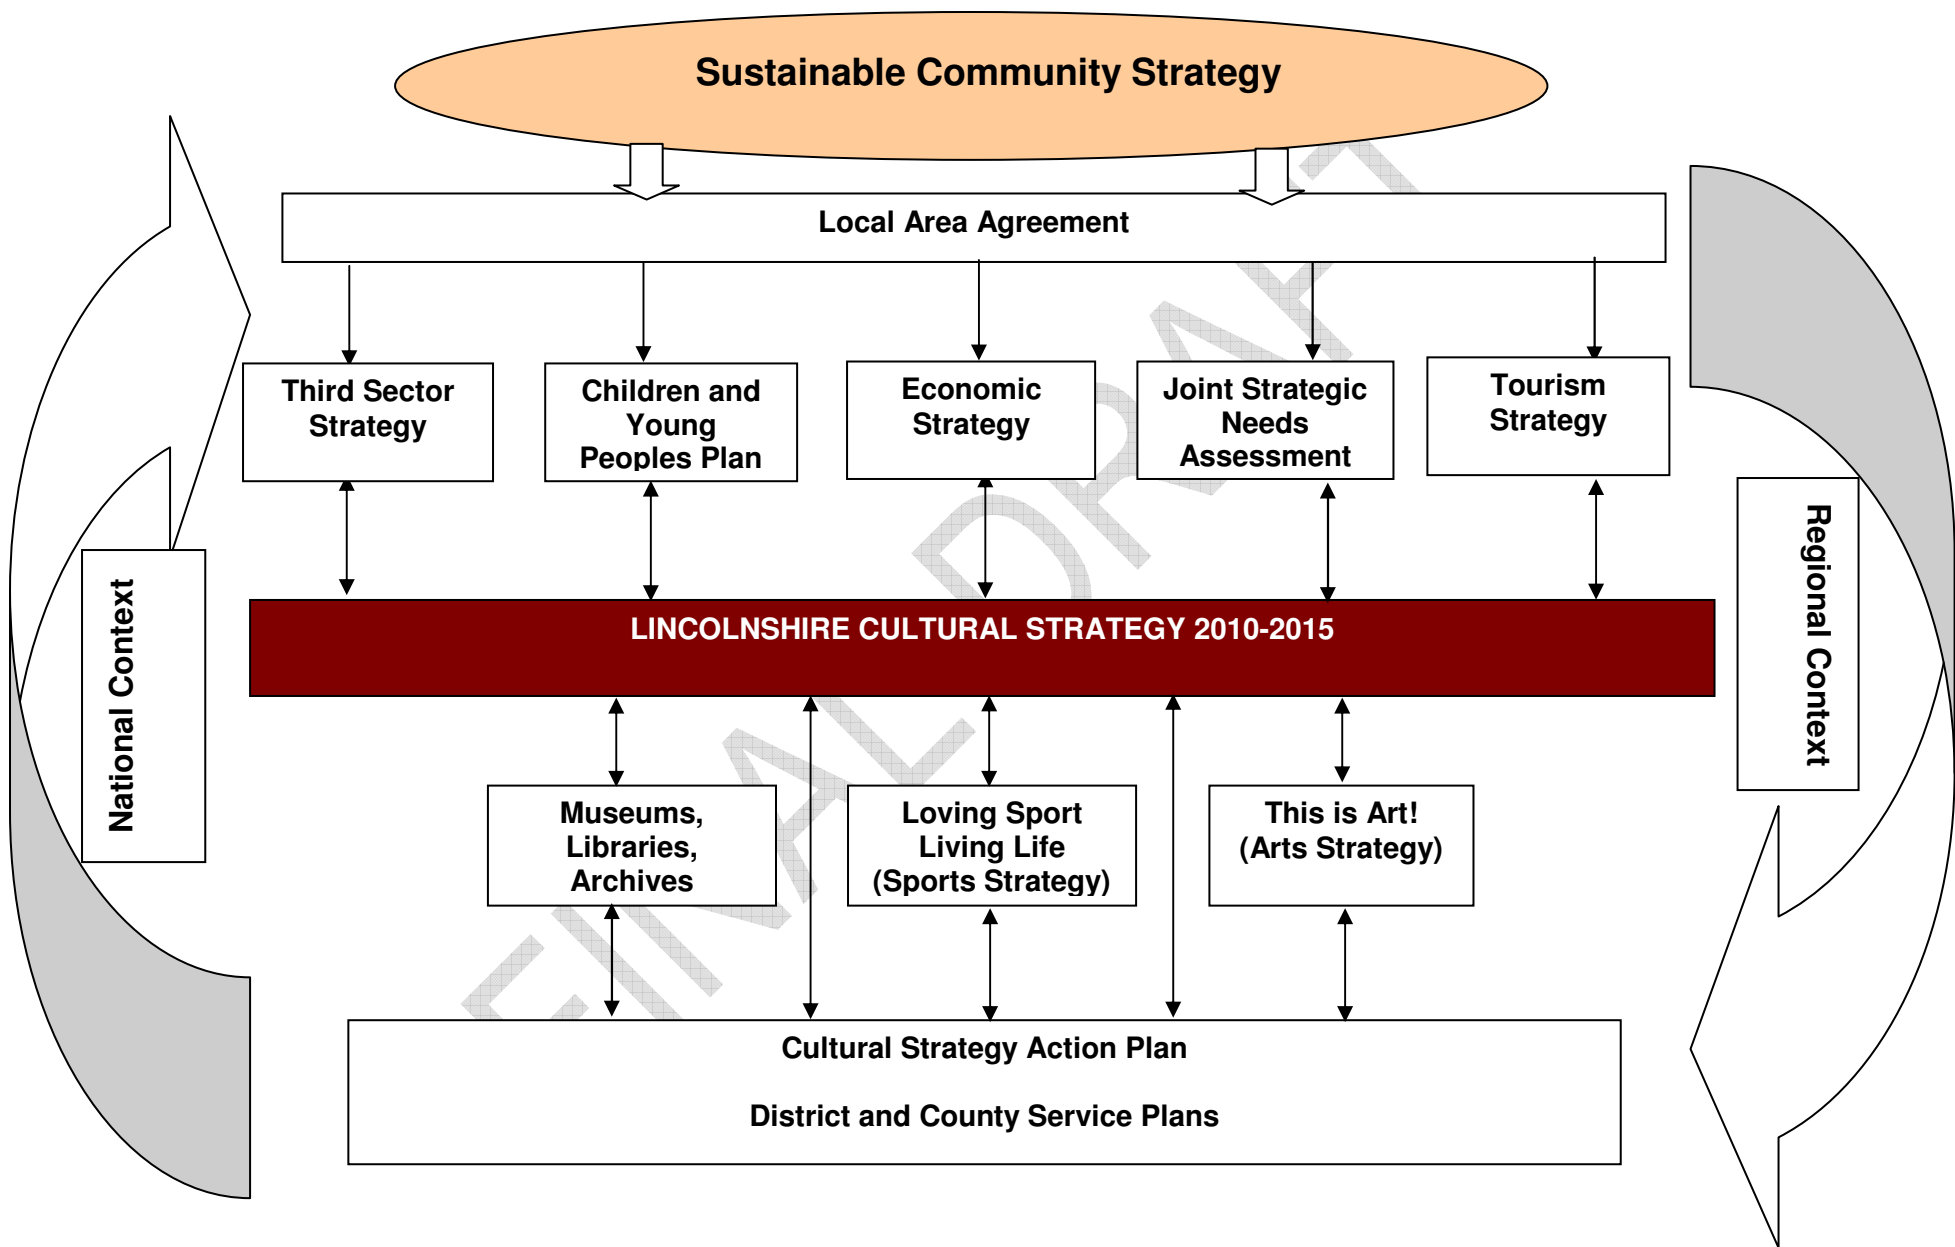 Sustainable Community Strategy
Local Area Agreement
Third Sector
Strategy
Children and
Young
Peoples Plan
Economic
Strategy
Joint Strategic
Needs
Assessment
Tourism
Strategy
National Context
Regional Context
LINCOLNSHIRE CULTURAL STRATEGY 2010-2015
Museums,
Libraries,
Archives
Loving Sport
Living Life
(Sports Strategy)
This is Art!
(Arts Strategy)
Cultural Strategy Action Plan
District and County Service Plans
FINAL DRAFT